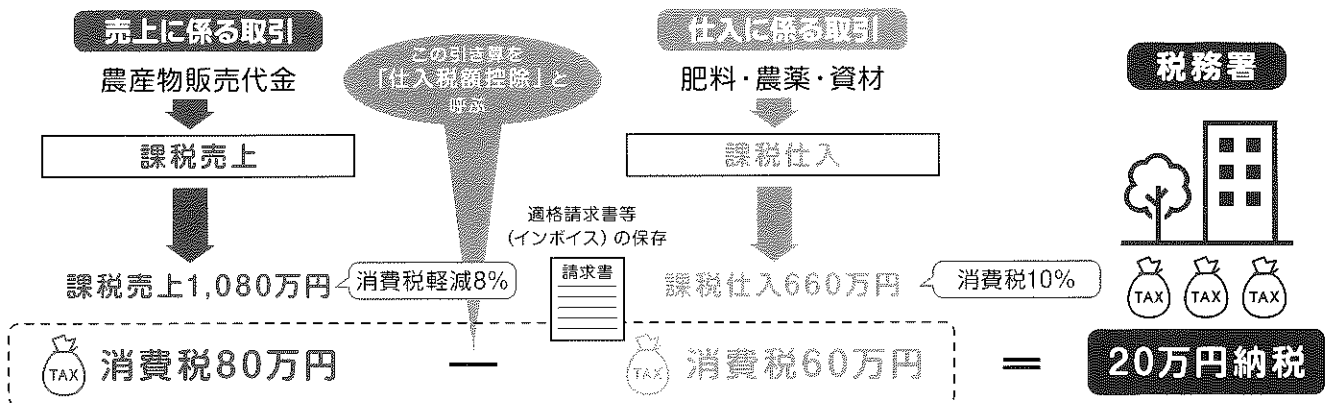 売上に係る取引
農産物販売代金
課税売上
課税売上1,080万円
消費税軽減8%
この引き算を
「仕入税額控除」と
呼ぶ
仕入に係る取引
肥料・農薬・資材
課税仕入
適格請求書等
(インボイス)の保存
請求書
課税仕入660万円
消費税10%
税務署
TAX
TAX
TAX
TAX
消費税80万円
ー
TAX
消費税60万円
=
20万円納税